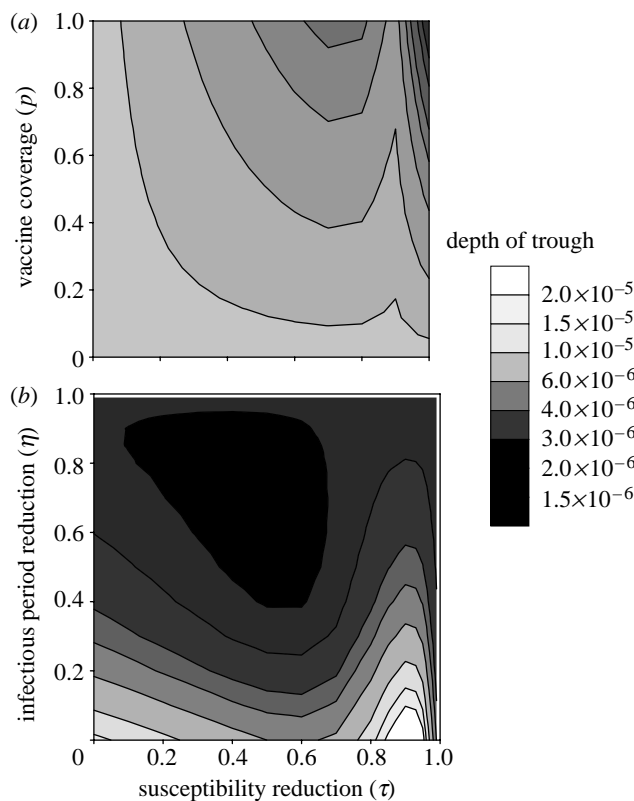 (a)
1.0
0.8
0.6
0.4
0.2
0
vaccine coverage (p)
depth of trough
2.0×10⁻⁵
1.5×10⁻⁵
1.0×10⁻⁵
6.0×10⁻⁶
4.0×10⁻⁶
3.0×10⁻⁶
2.0×10⁻⁶
1.5×10⁻⁶
(b)
1.0
0.8
0.6
0.4
0.2
0
infectious period reduction (η)
0.2 0.4 0.6 0.8 1.0
susceptibility reduction (τ)